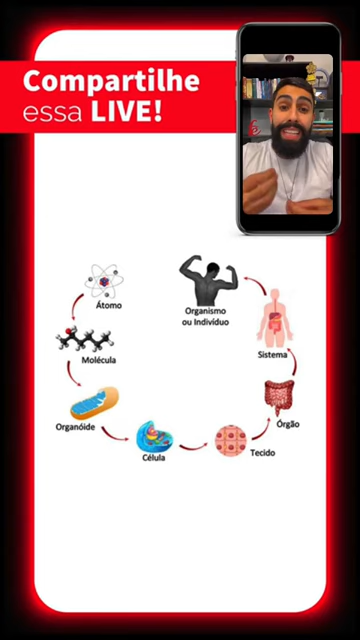 Compartilhe
essa LIVE!
Átomo
Molécula
Organóide
Célula
Tecido
Órgão
Sistema
Organismo
ou Indivíduo